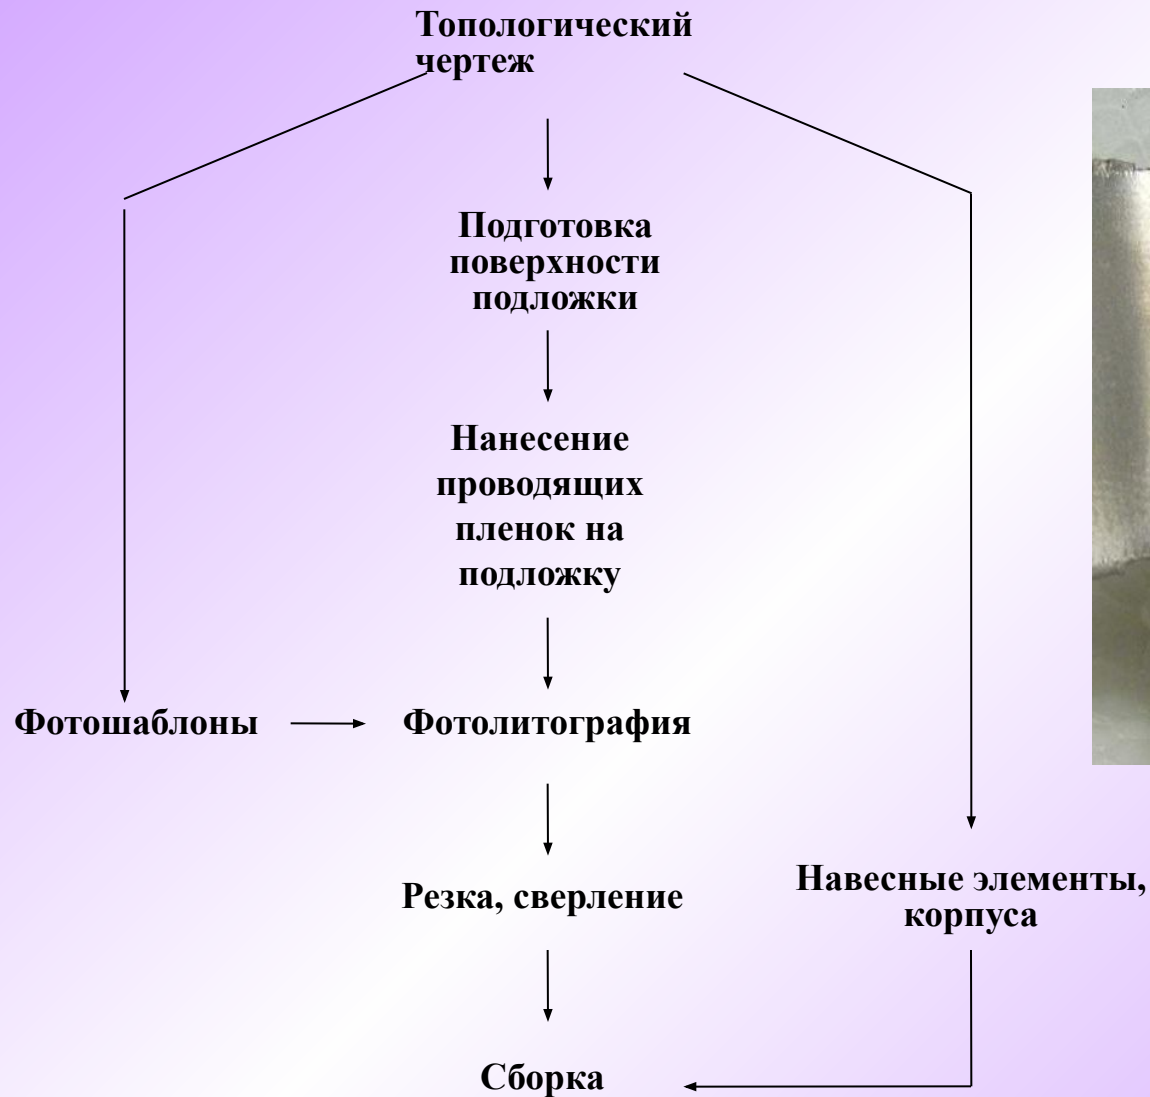 Топологический
чертеж
Подготовка
поверхности
подложки
Нанесение
проводящих
пленок на
подложку
Фотошаблоны
Фотолитография
Резка, сверление
Навесные элементы,
корпуса
Сборка